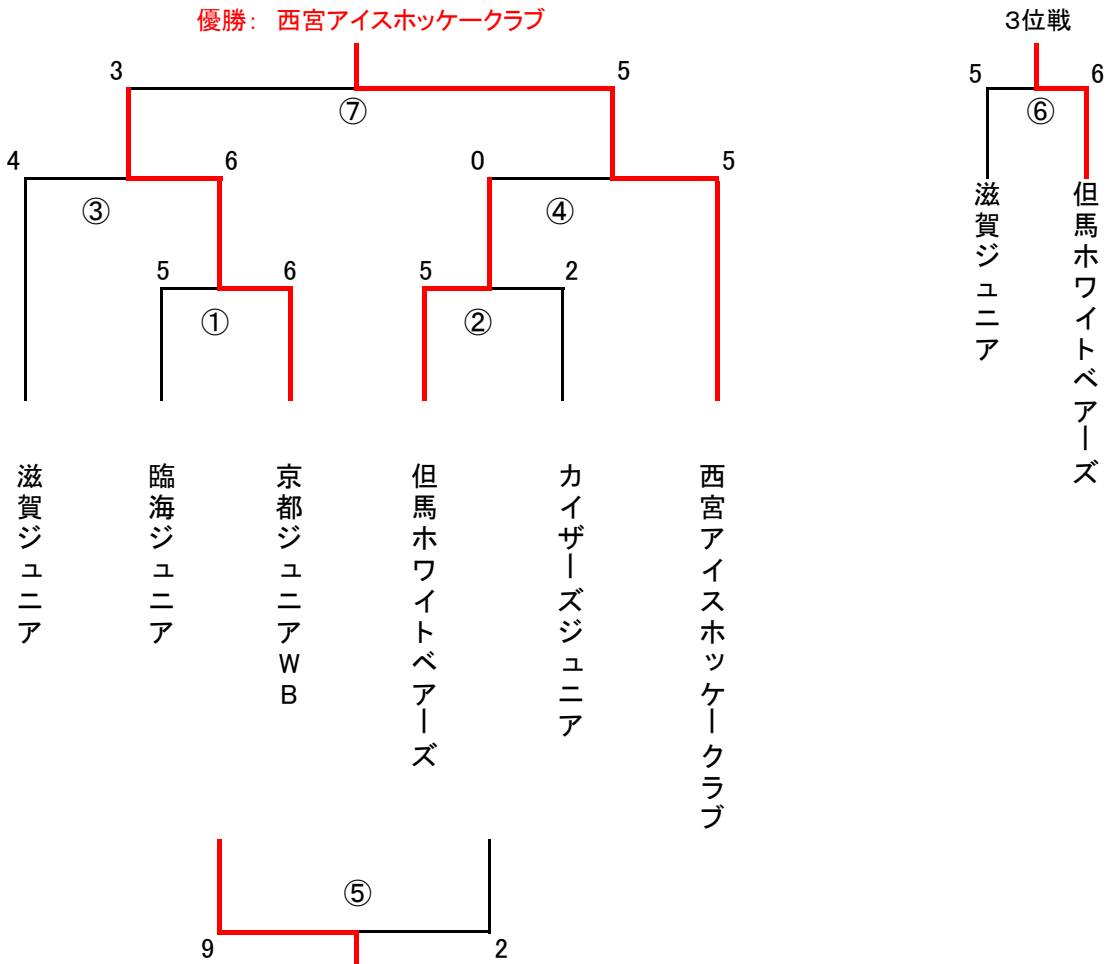 優勝： 西宮アイスホッケークラブ
3位戦
3
5
5
6
⑦
⑥
4
6
0
5
③
④
滋賀ジュニア
但馬ホワイトベアーズ
5
6
5
2
①
②
滋賀ジュニア
臨海ジュニア
京都ジュニアWB
但馬ホワイトベアーズ
カイザーズジュニア
西宮アイスホッケークラブ
⑤
9
2